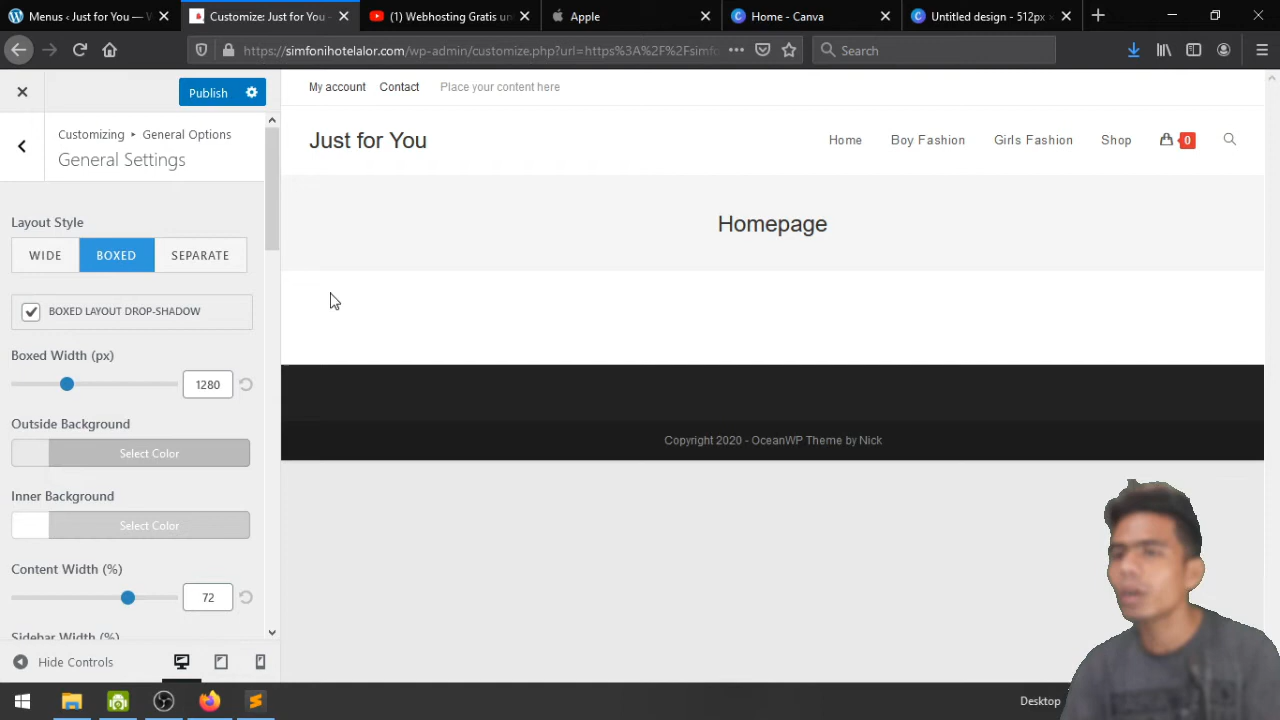 Menus ‹ Just for You — W
Customize: Just for You -
(1) Webhosting Gratis un
Apple
Home - Canva
Untitled design - 512px ×
https://simfonihotelalor.com/wp-admin/customize.php?url=https%3A%2F%2Fsimfo
Search
Publish
Customizing ▸ General Options
General Settings
Layout Style
WIDE
BOXED
SEPARATE
BOXED LAYOUT DROP-SHADOW
Boxed Width (px)
1280
Outside Background
Select Color
Inner Background
Select Color
Content Width (%)
72
Sidebar Width (%)
Hide Controls
My account
Contact
Place your content here
Just for You
Home
Boy Fashion
Girls Fashion
Shop
0
Homepage
Copyright 2020 - OceanWP Theme by Nick
Desktop